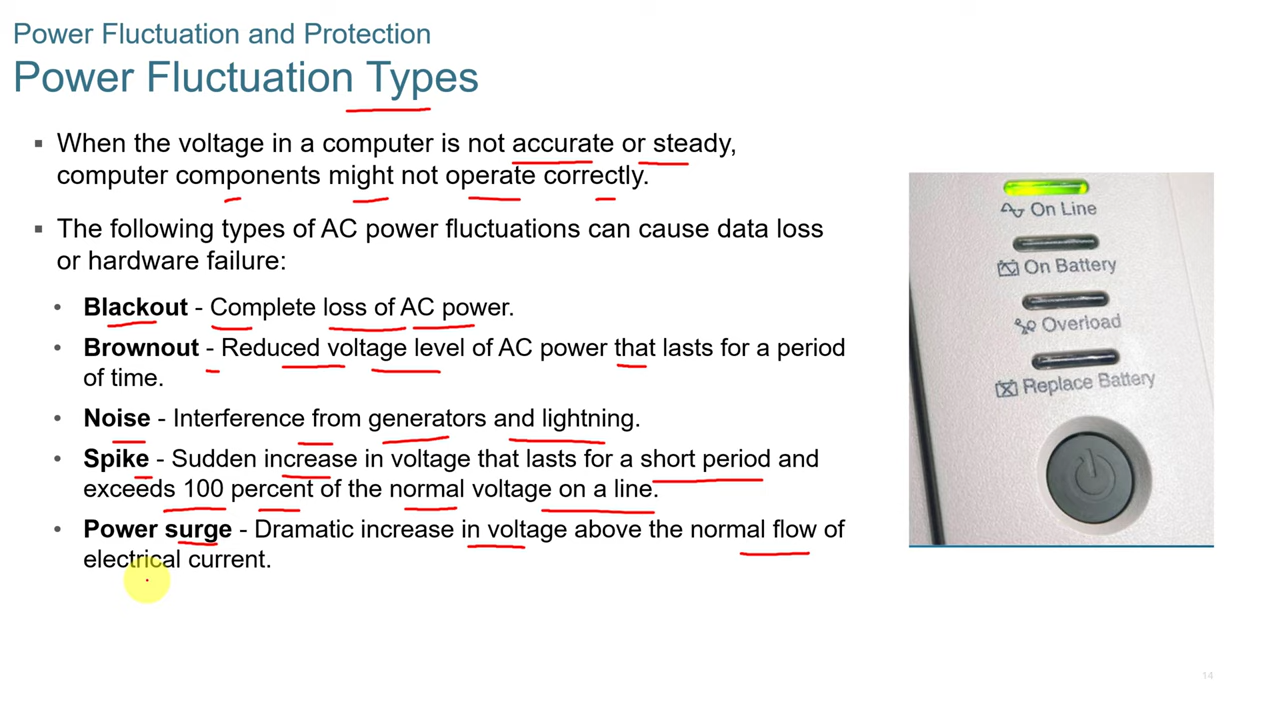 Power Fluctuation and Protection
Power Fluctuation Types
▪ When the voltage in a computer is not accurate or steady,
computer components might not operate correctly.
▪ The following types of AC power fluctuations can cause data loss
or hardware failure:
• Blackout - Complete loss of AC power.
• Brownout - Reduced voltage level of AC power that lasts for a period
of time.
• Noise - Interference from generators and lightning.
• Spike - Sudden increase in voltage that lasts for a short period and
exceeds 100 percent of the normal voltage on a line.
• Power surge - Dramatic increase in voltage above the normal flow of
electrical current.
On Line
On Battery
Overload
Replace Battery
14